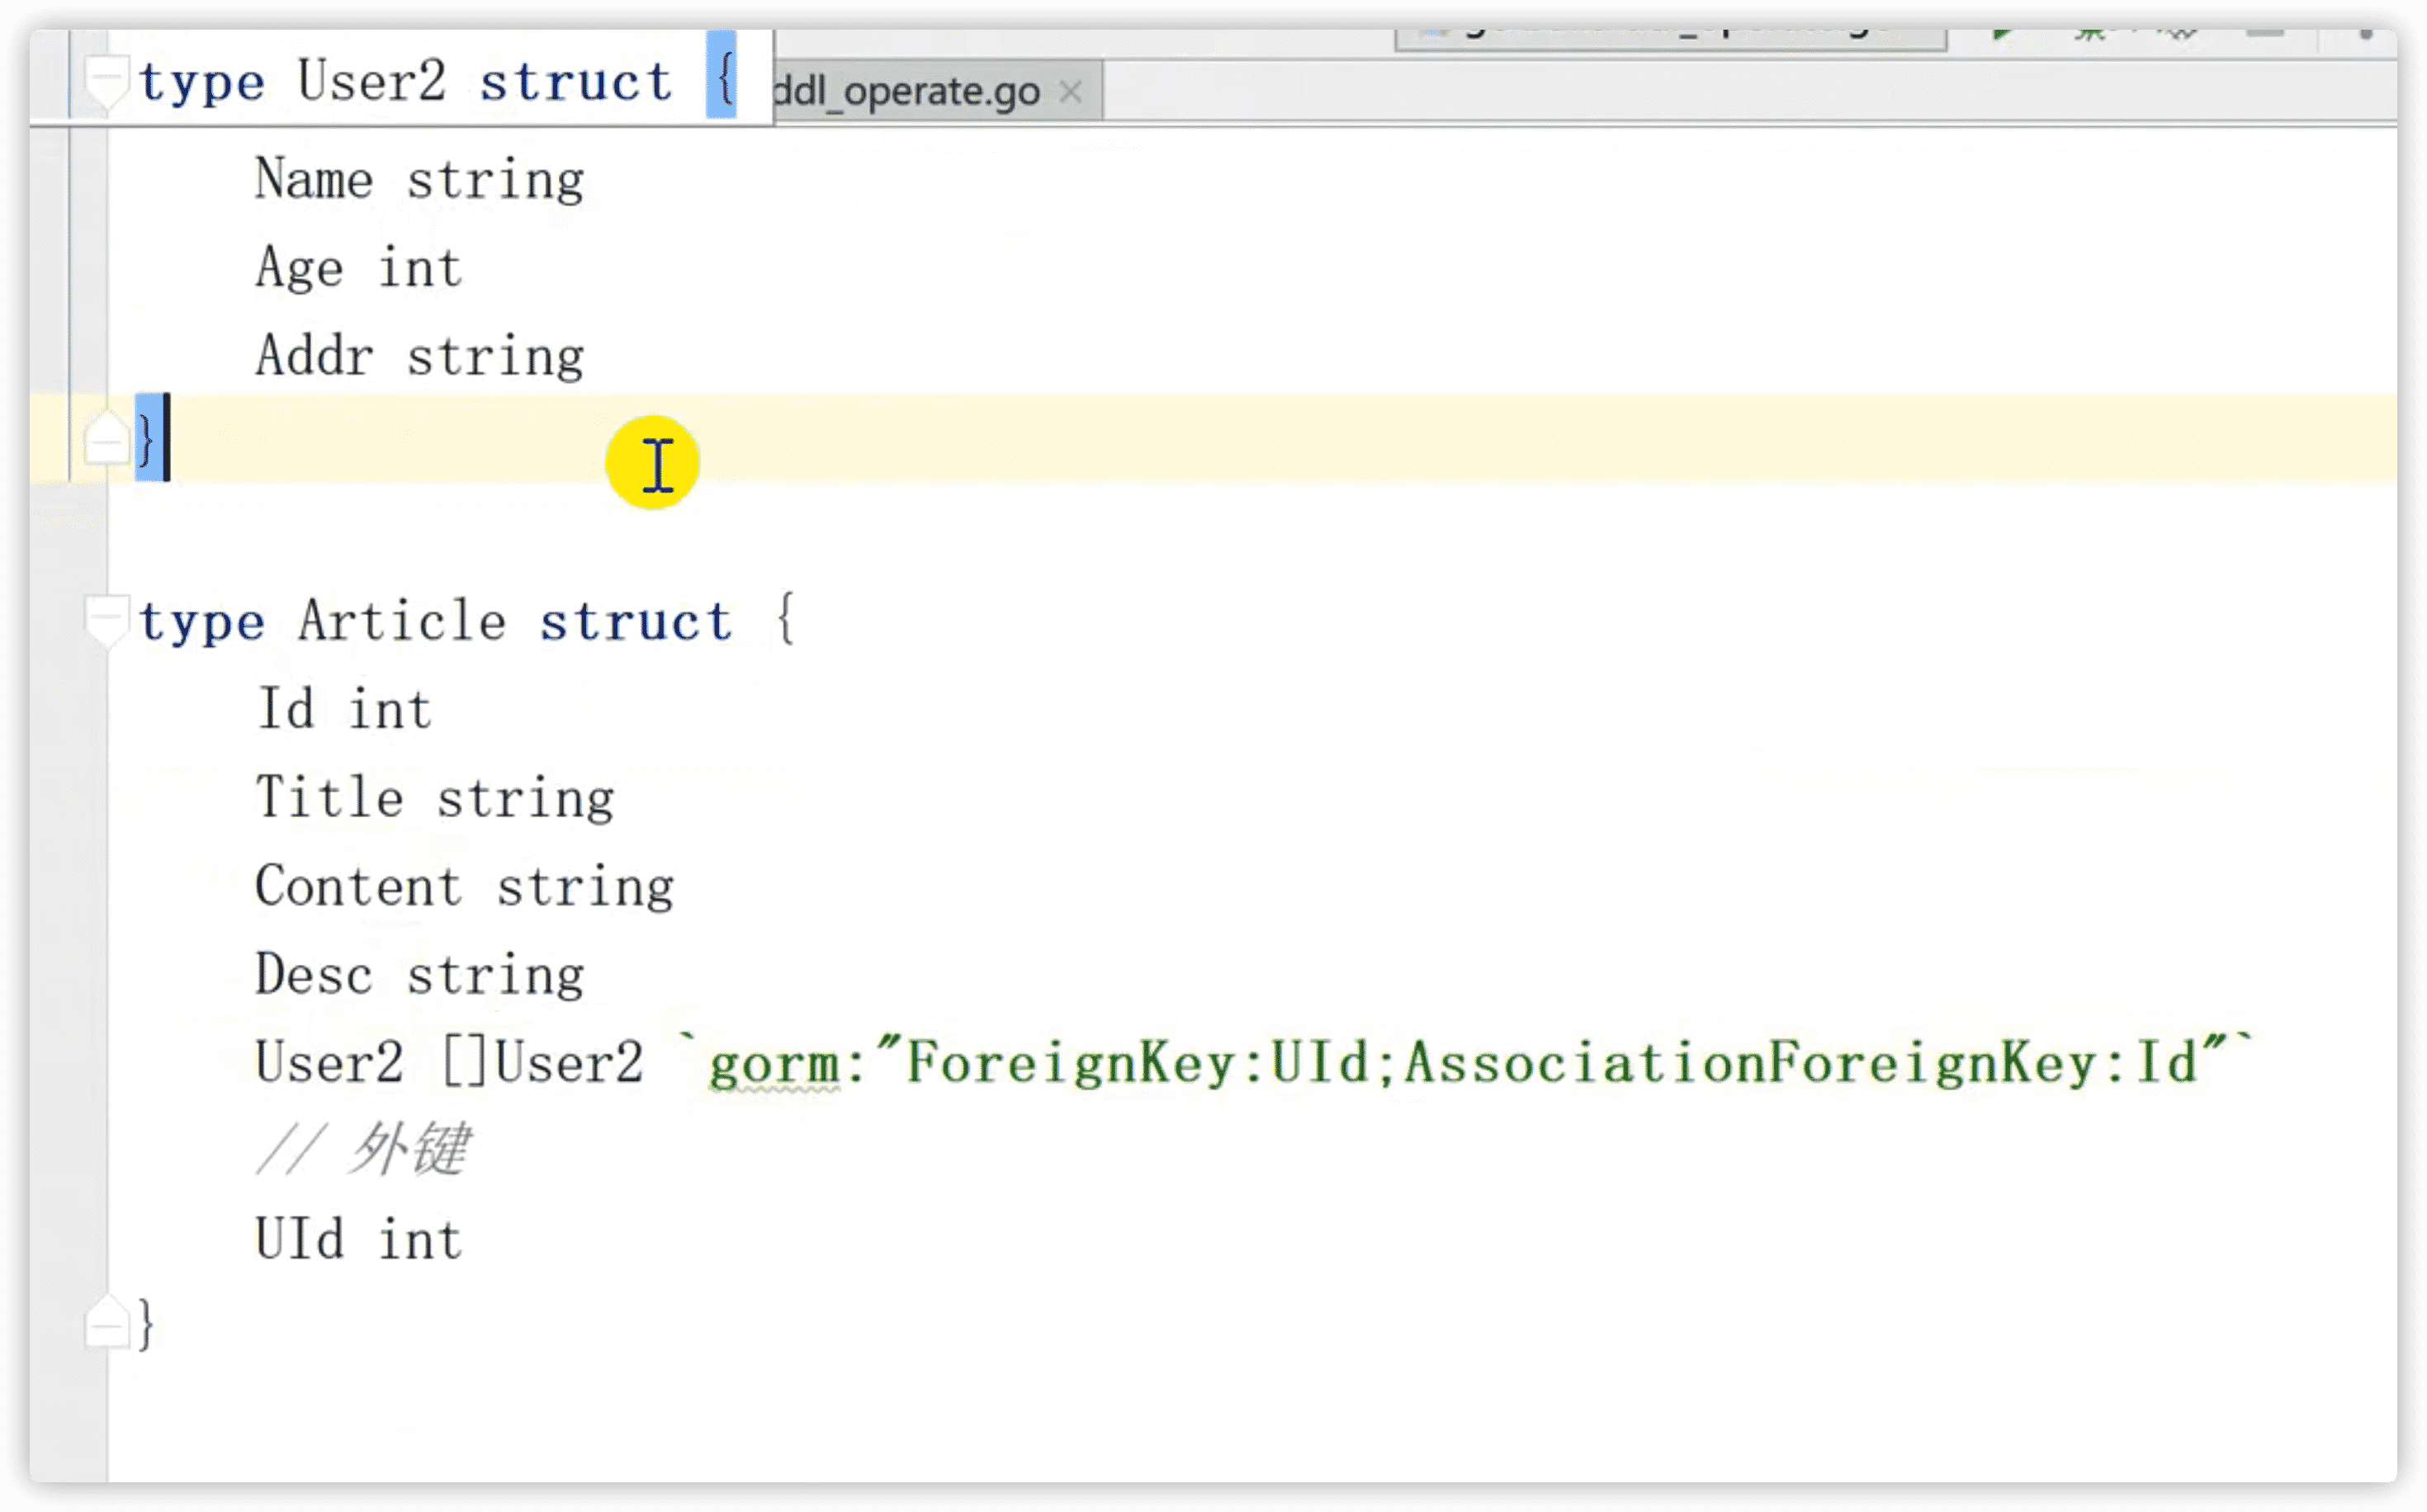 type User2 struct {
ddl_operate.go
Name string
Age int
Addr string
}
type Article struct {
Id int
Title string
Content string
Desc string
User2 []User2 `gorm:"ForeignKey:UId;AssociationForeignKey:Id"`
// 外键
UId int
}